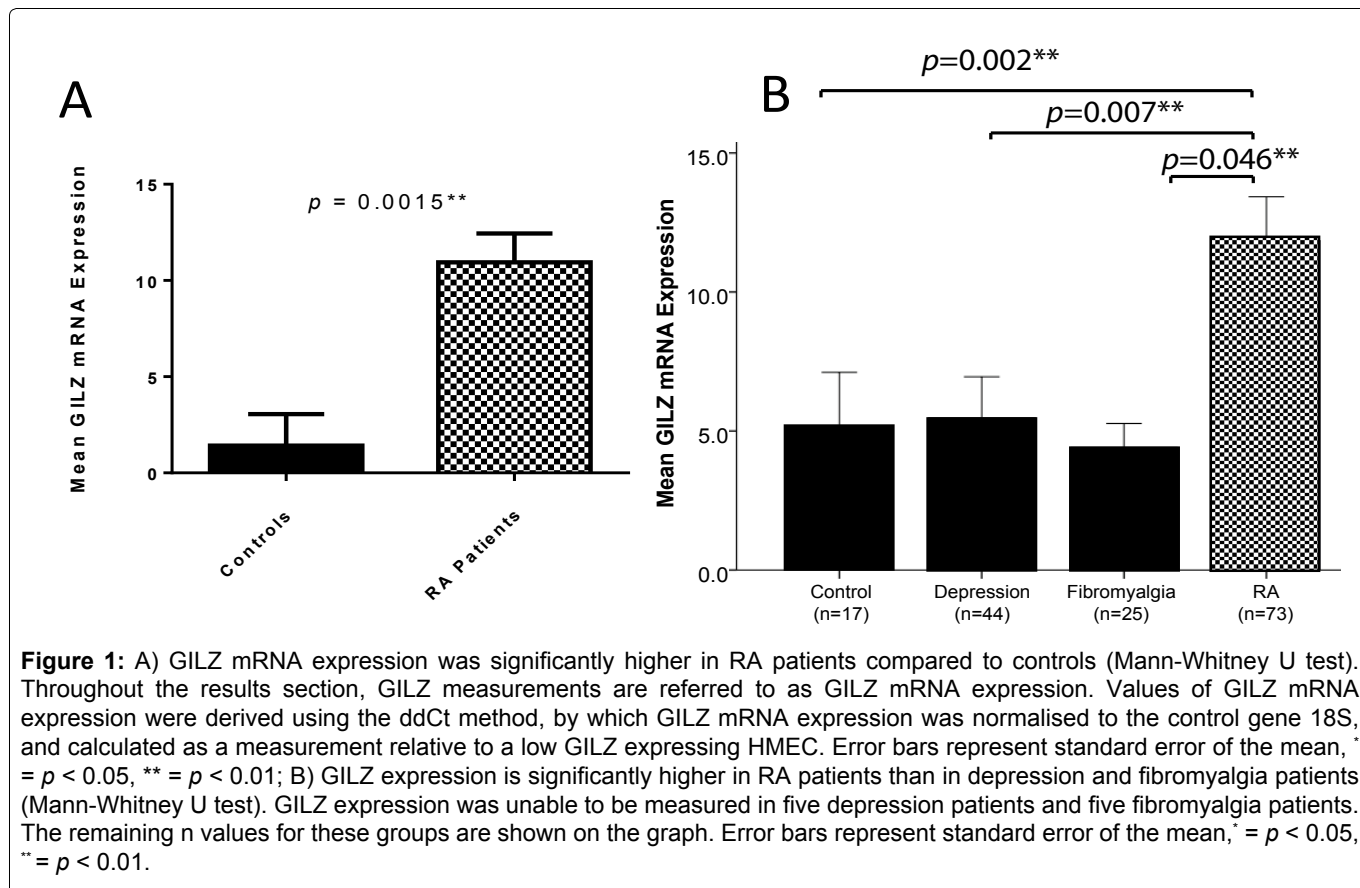 A
Mean GILZ mRNA Expression
15
10
5
0
p = 0.0015**
Controls
RA Patients
B
p=0.002**
p=0.007**
p=0.046**
Mean GILZ mRNA Expression
15.0
10.0
5.0
0.0
Control
(n=17)
Depression
(n=44)
Fibromyalgia
(n=25)
RA
(n=73)
Figure 1: A) GILZ mRNA expression was significantly higher in RA patients compared to controls (Mann-Whitney U test).
Throughout the results section, GILZ measurements are referred to as GILZ mRNA expression. Values of GILZ mRNA
expression were derived using the ddCt method, by which GILZ mRNA expression was normalised to the control gene 18S,
and calculated as a measurement relative to a low GILZ expressing HMEC. Error bars represent standard error of the mean, *
= p < 0.05, ** = p < 0.01; B) GILZ expression is significantly higher in RA patients than in depression and fibromyalgia patients
(Mann-Whitney U test). GILZ expression was unable to be measured in five depression patients and five fibromyalgia patients.
The remaining n values for these groups are shown on the graph. Error bars represent standard error of the mean,* = p < 0.05,
** = p < 0.01.